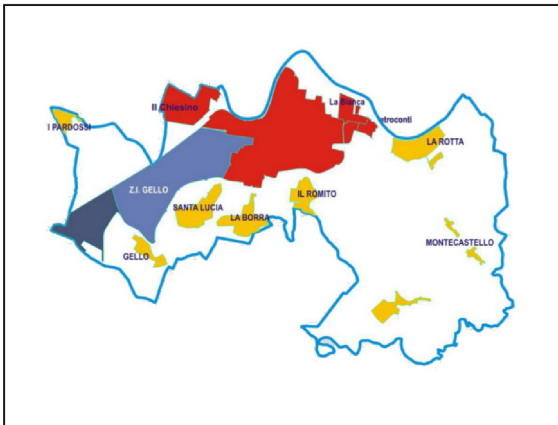 Il Chiesino
La Bianca
I PARDOSSI
LA ROTTA
Z.I. GELLO
IL ROMITO
SANTA LUCIA
LA BORRA
MONTECASTELLO
GELLO